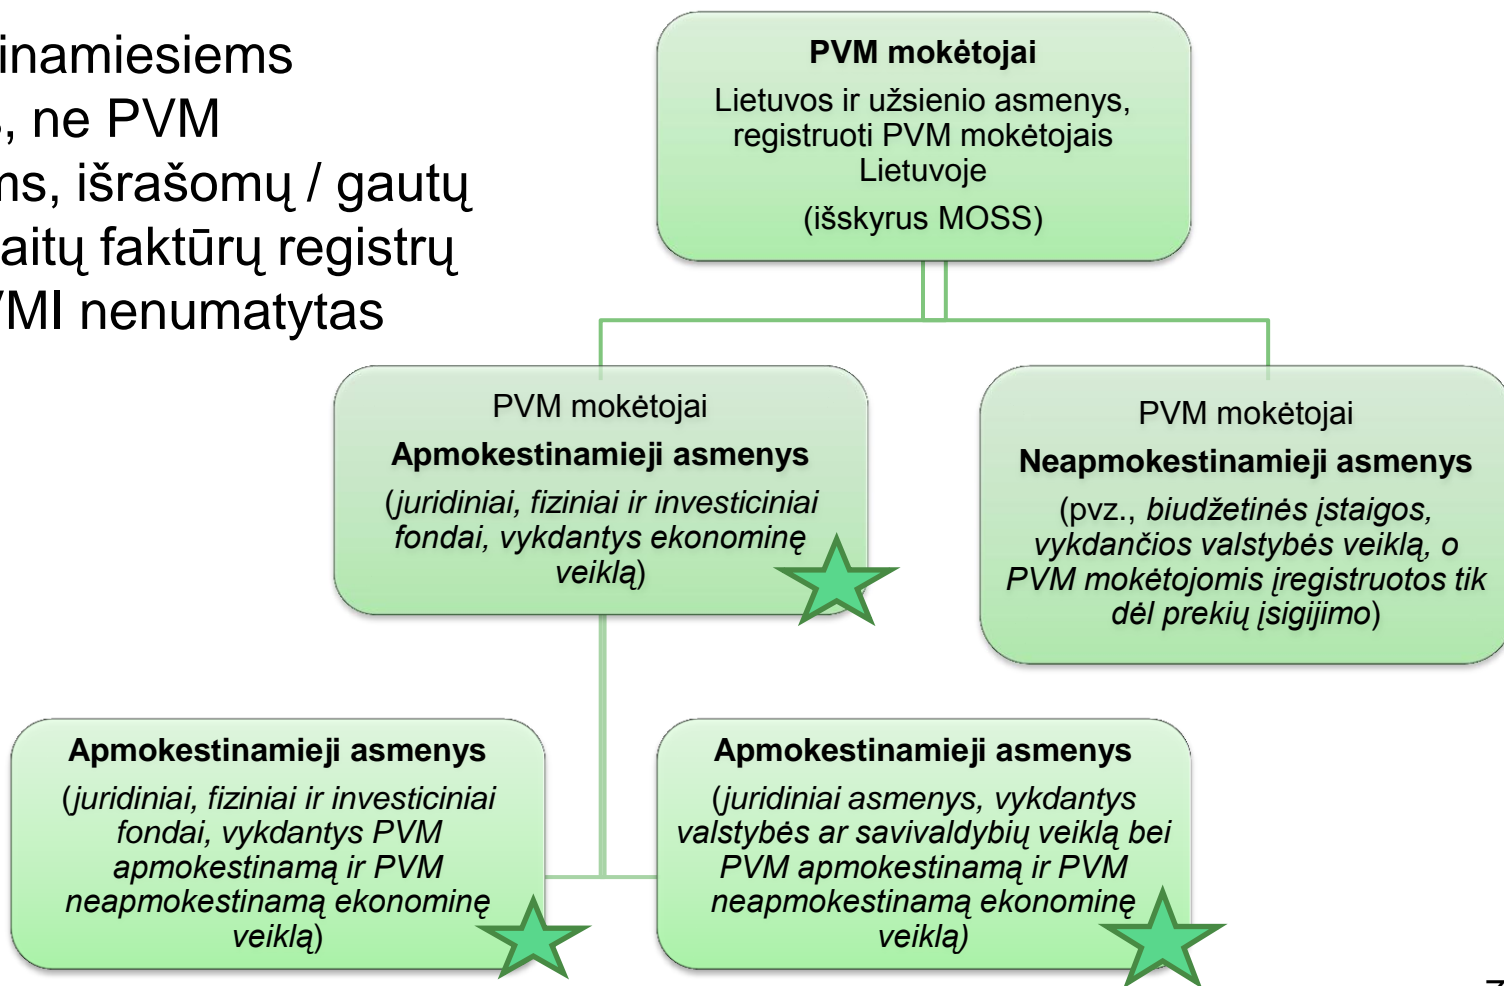 inamiesiems
, ne PVM
ms, išrašomų / gautų
aitų faktūrų registrų
VMI nenumatytas
PVM mokėtojai
Lietuvos ir užsienio asmenys,
registruoti PVM mokėtojais
Lietuvoje
(išskyrus MOSS)
PVM mokėtojai
Apmokestinamieji asmenys
(juridiniai, fiziniai ir investiciniai
fondai, vykdantys ekonominę
veiklą)
PVM mokėtojai
Neapmokestinamieji asmenys
(pvz., biudžetinės įstaigos,
vykdančios valstybės veiklą, o
PVM mokėtojomis įregistruotos tik
dėl prekių įsigijimo)
Apmokestinamieji asmenys
(juridiniai, fiziniai ir investiciniai
fondai, vykdantys PVM
apmokestinamą ir PVM
neapmokestinamą ekonominę
veiklą)
Apmokestinamieji asmenys
(juridiniai asmenys, vykdantys
valstybės ar savivaldybių veiklą bei
PVM apmokestinamą ir PVM
neapmokestinamą ekonominę
veiklą)